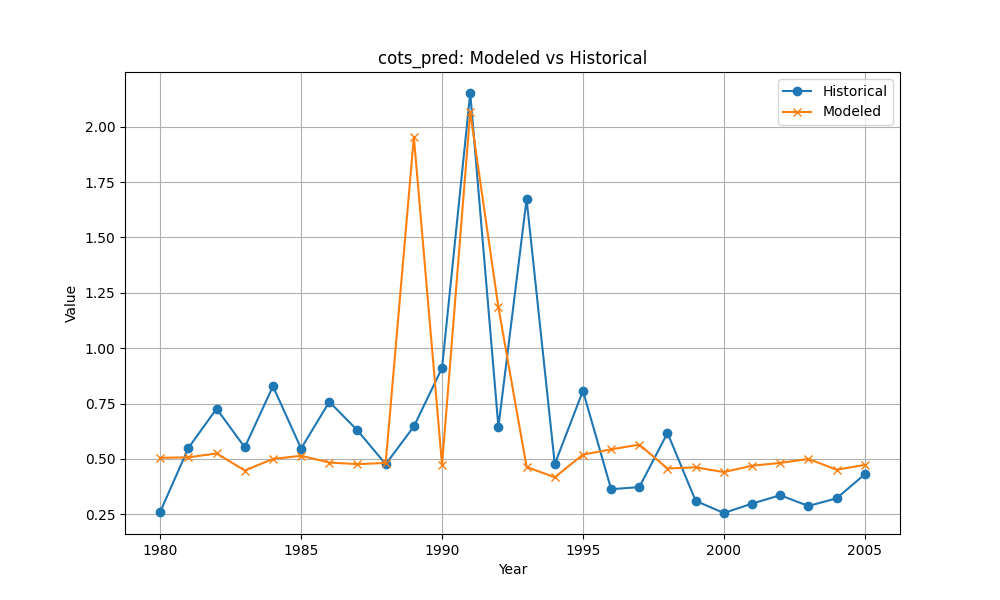 cots_pred: Modeled vs Historical
Historical
Modeled
2.00
1.75
1.50
1.25
1.00
0.75
0.50
0.25
Value
1980 1985 1990 1995 2000 2005
Year